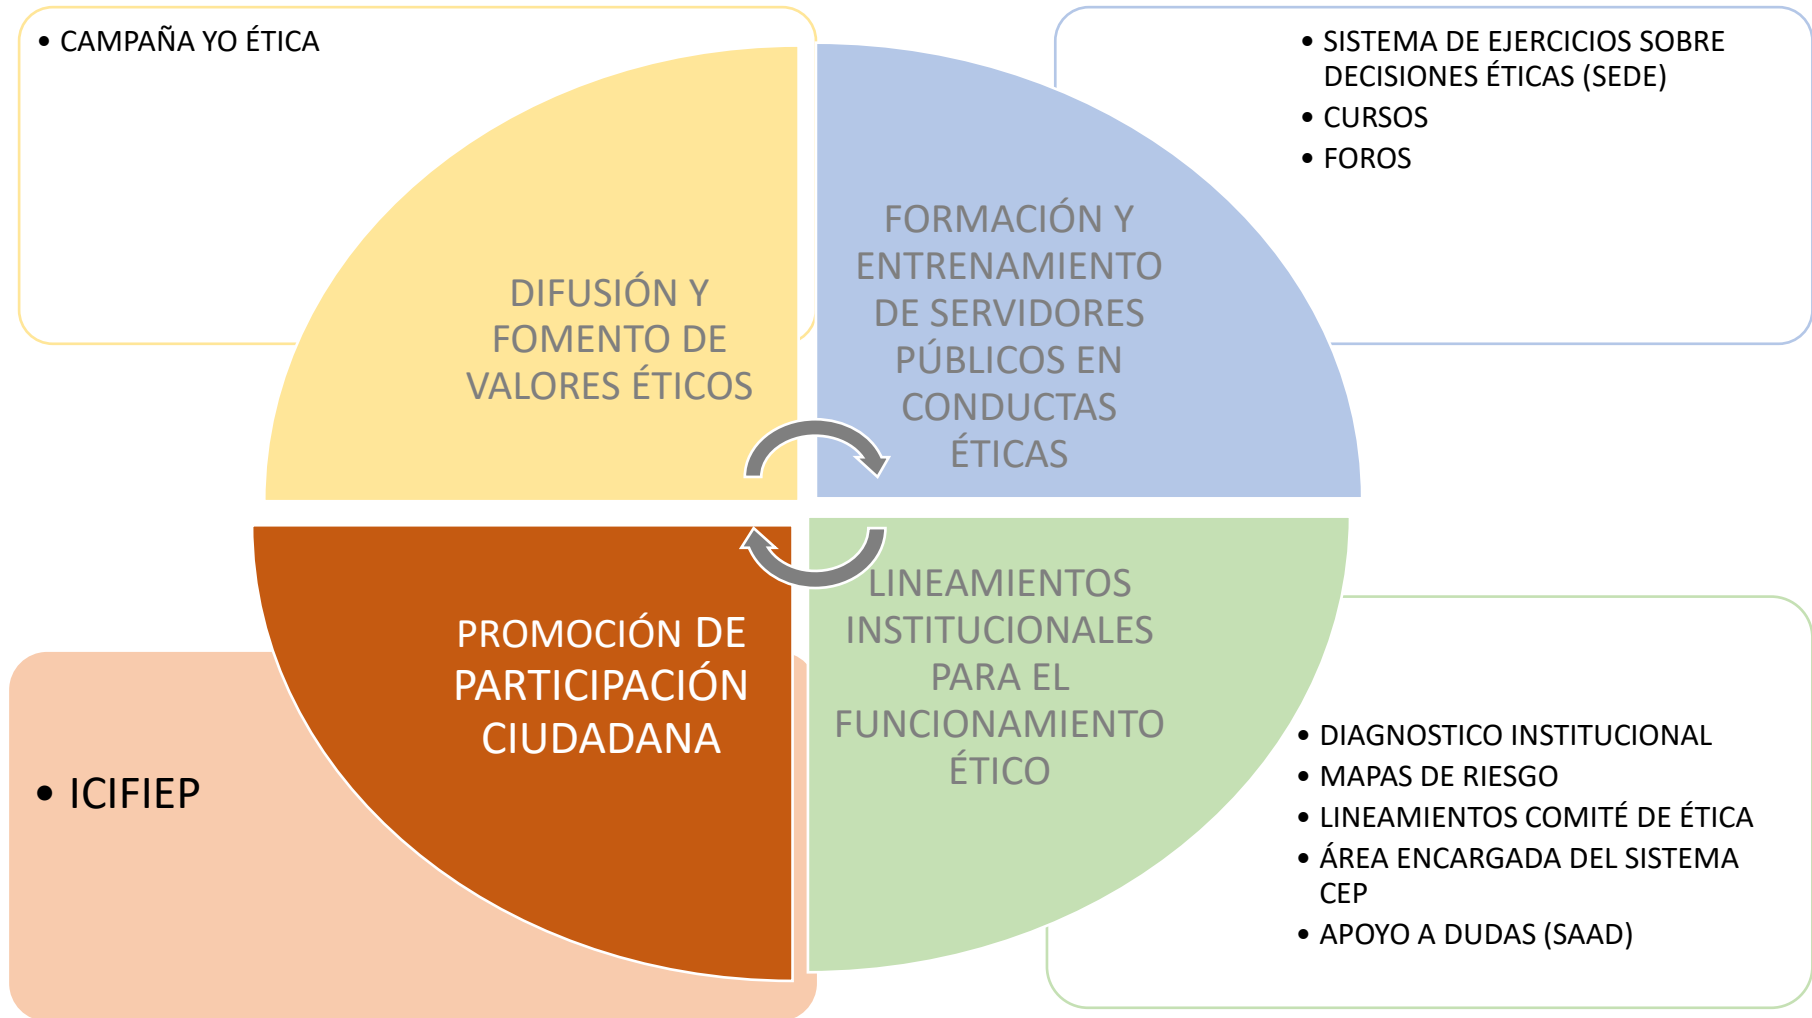 • CAMPAÑA YO ÉTICA
• SISTEMA DE EJERCICIOS SOBRE
DECISIONES ÉTICAS (SEDE)
• CURSOS
• FOROS
DIFUSIÓN Y
FOMENTO DE
VALORES ÉTICOS
FORMACIÓN Y
ENTRENAMIENTO
DE SERVIDORES
PÚBLICOS EN
CONDUCTAS
ÉTICAS
PROMOCIÓN DE
PARTICIPACIÓN
CIUDADANA
LINEAMIENTOS
INSTITUCIONALES
PARA EL
FUNCIONAMIENTO
ÉTICO
• ICIFIEP
• DIAGNOSTICO INSTITUCIONAL
• MAPAS DE RIESGO
• LINEAMIENTOS COMITÉ DE ÉTICA
• ÁREA ENCARGADA DEL SISTEMA
CEP
• APOYO A DUDAS (SAAD)